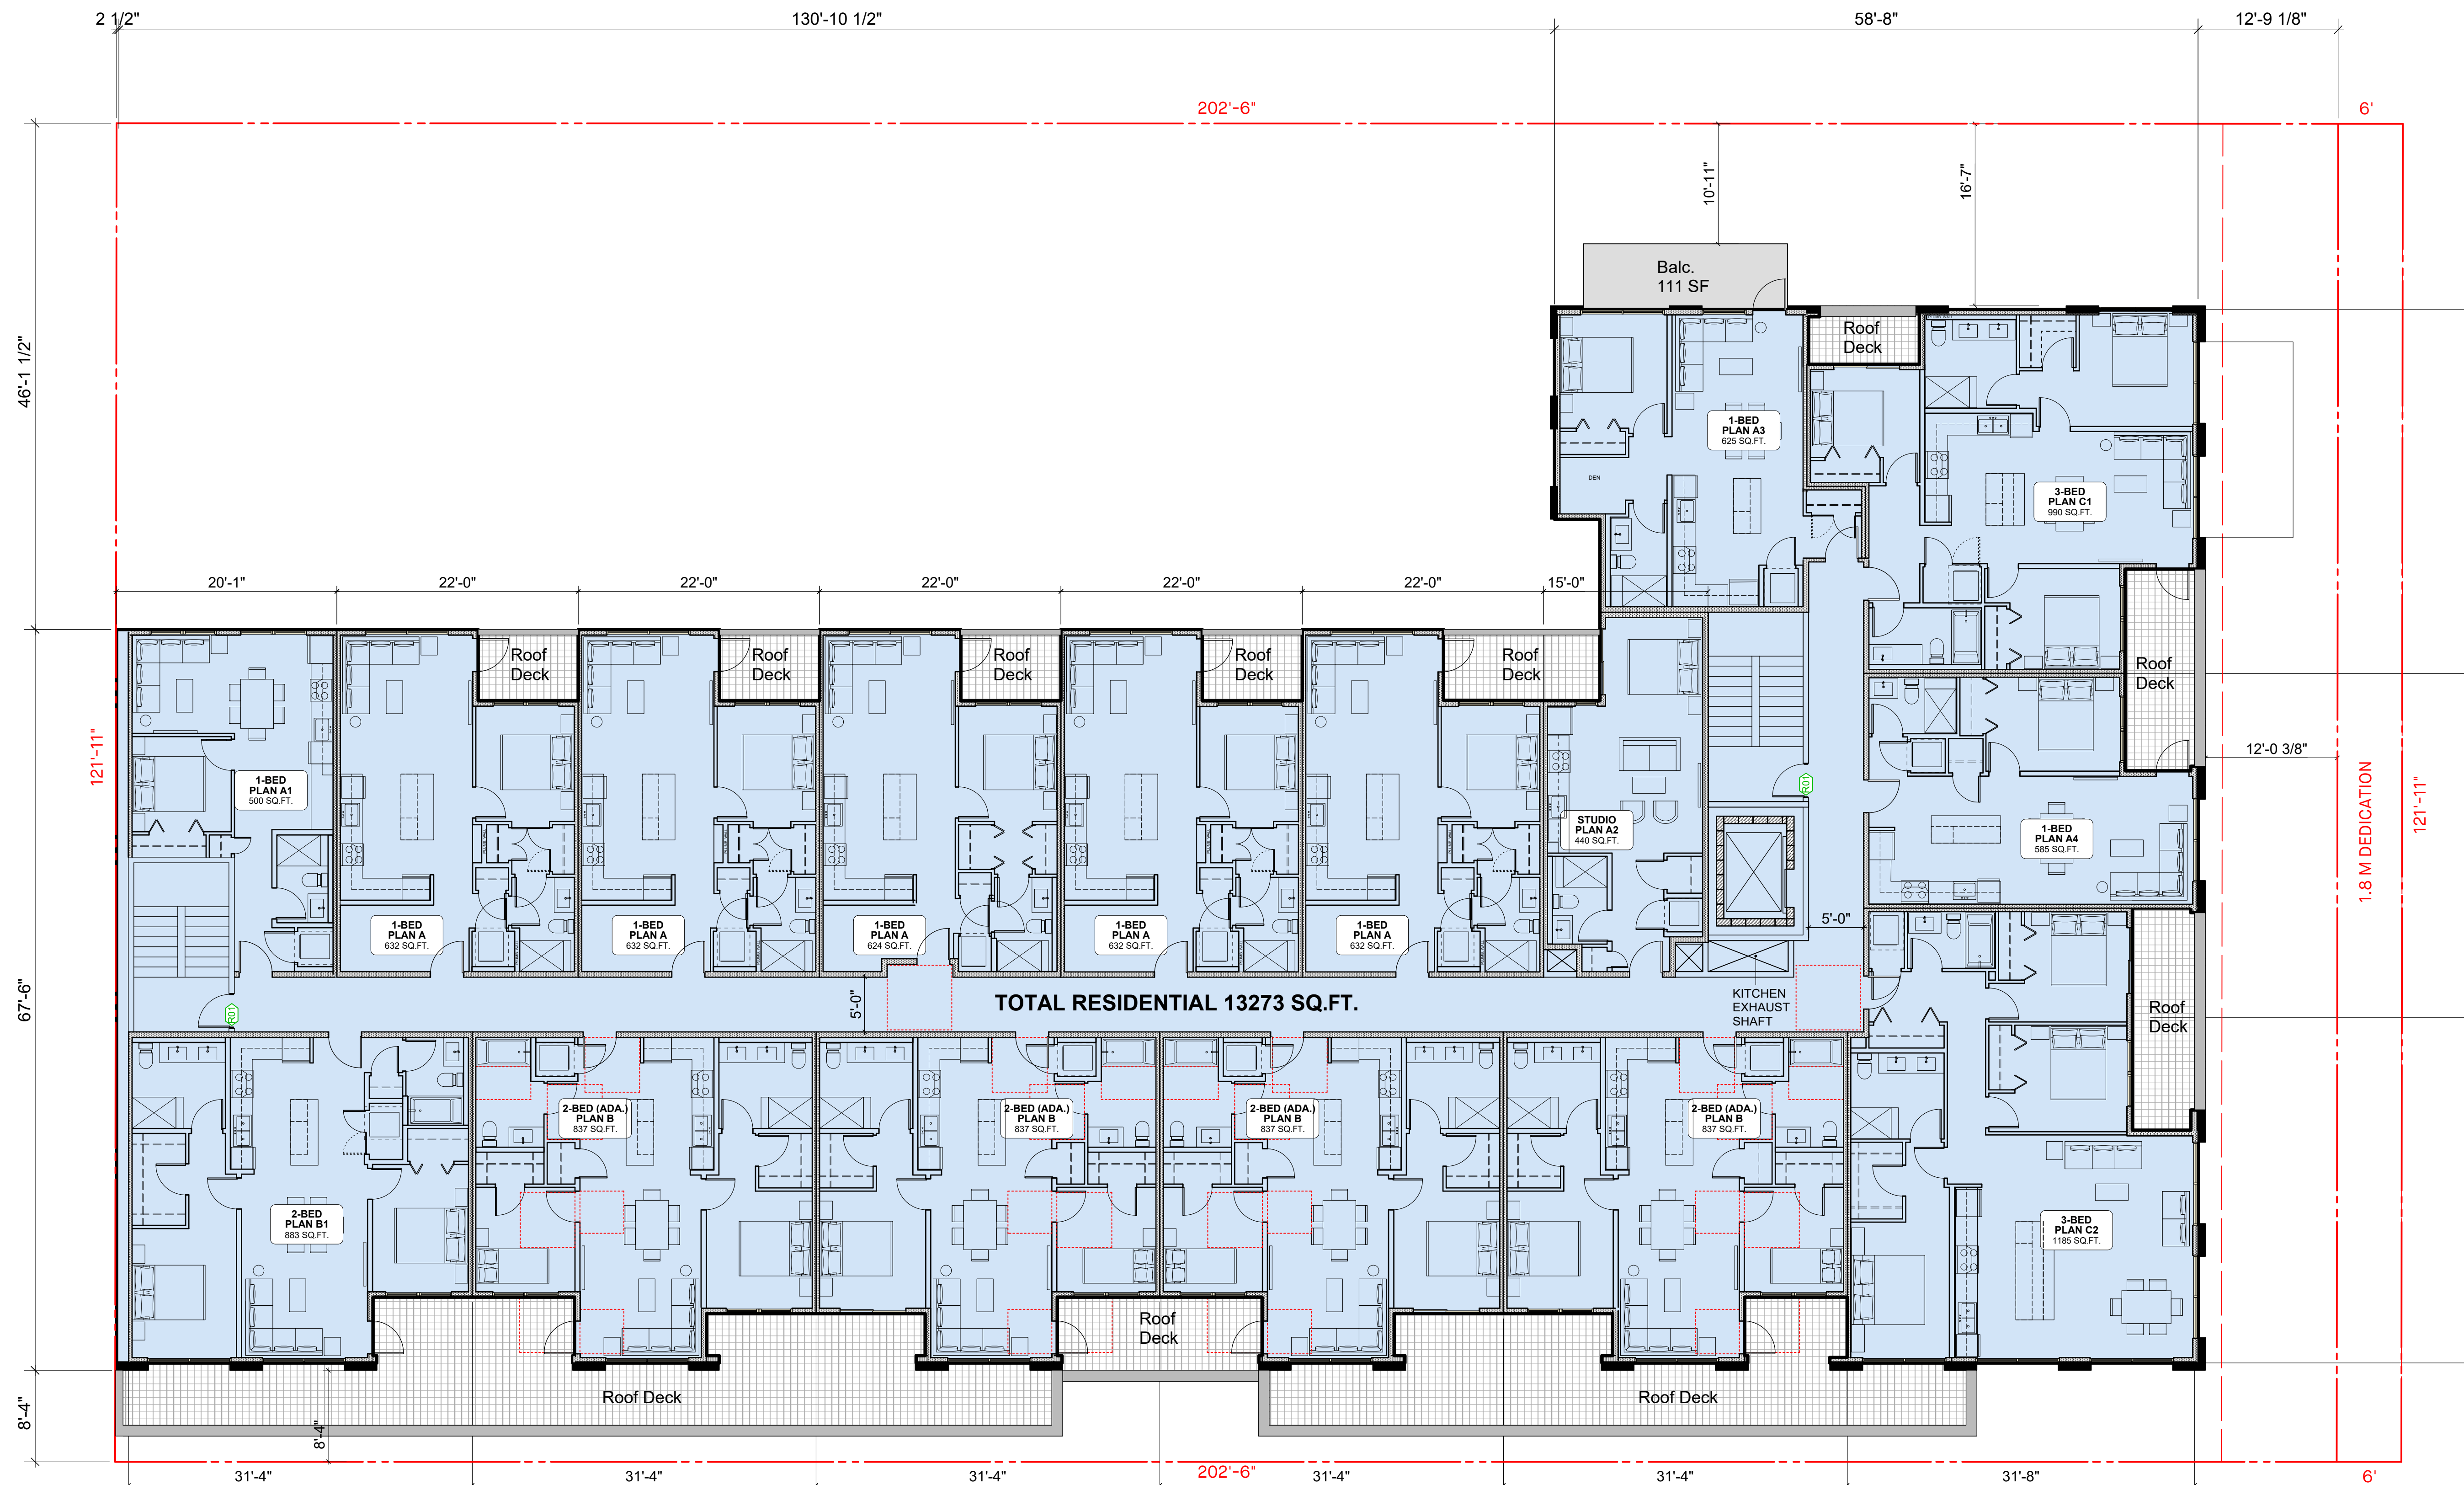 2 1/2"
130'-10 1/2"
58'-8"
12'-9 1/8"
202'-6"
6'
10'-11"
16'-7"
46'-1 1/2"
Balc.
111 SF
Roof
Deck
1-BED
PLAN A3
625 SQ.FT.
DEN
3-BED
PLAN C1
990 SQ.FT.
20'-1"
22'-0"
22'-0"
22'-0"
22'-0"
22'-0"
15'-0"
Roof
Deck
Roof
Deck
Roof
Deck
Roof
Deck
Roof
Deck
Roof
Deck
121'-11"
12'-0 3/8"
1.8 M DEDICATION
121'-11"
1-BED
PLAN A1
500 SQ.FT.
R01
STUDIO
PLAN A2
440 SQ.FT.
1-BED
PLAN A4
585 SQ.FT.
1-BED
PLAN A
632 SQ.FT.
1-BED
PLAN A
632 SQ.FT.
1-BED
PLAN A
624 SQ.FT.
1-BED
PLAN A
632 SQ.FT.
1-BED
PLAN A
632 SQ.FT.
5'-0"
67'-6"
R01
5'-0"
TOTAL RESIDENTIAL 13273 SQ.FT.
KITCHEN
EXHAUST
SHAFT
Roof
Deck
2-BED (ADA.)
PLAN B
837 SQ.FT.
2-BED (ADA.)
PLAN B
837 SQ.FT.
2-BED (ADA.)
PLAN B
837 SQ.FT.
2-BED (ADA.)
PLAN B
837 SQ.FT.
2-BED
PLAN B1
883 SQ.FT.
3-BED
PLAN C2
1185 SQ.FT.
Roof
Deck
8'-4"
8'-4"
Roof Deck
Roof Deck
31'-4"
31'-4"
31'-4"
202'-6"
31'-4"
31'-4"
31'-8"
6'